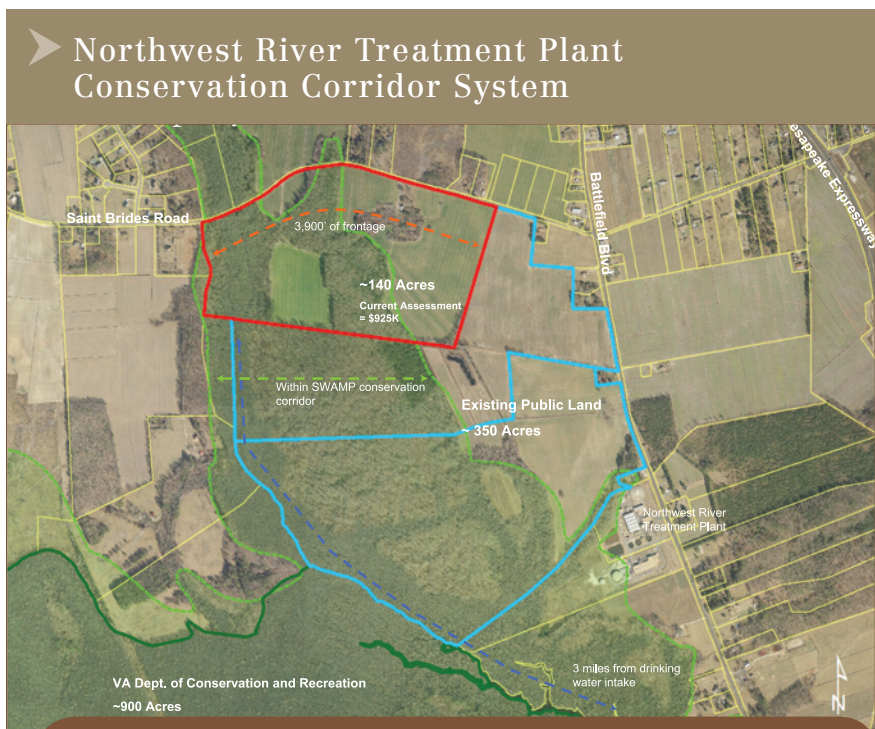 Northwest River Treatment Plant
Conservation Corridor System
Saint Brides Road
Battlefield Blvd
esapeake Expressway
3,900' of frontage
~140 Acres
Current Assessment
= $925K
Within SWAMP conservation
corridor
Existing Public Land
~ 350 Acres
Northwest River
Treatment Plant
3 miles from drinking
water intake
VA Dept. of Conservation and Recreation
~900 Acres
N